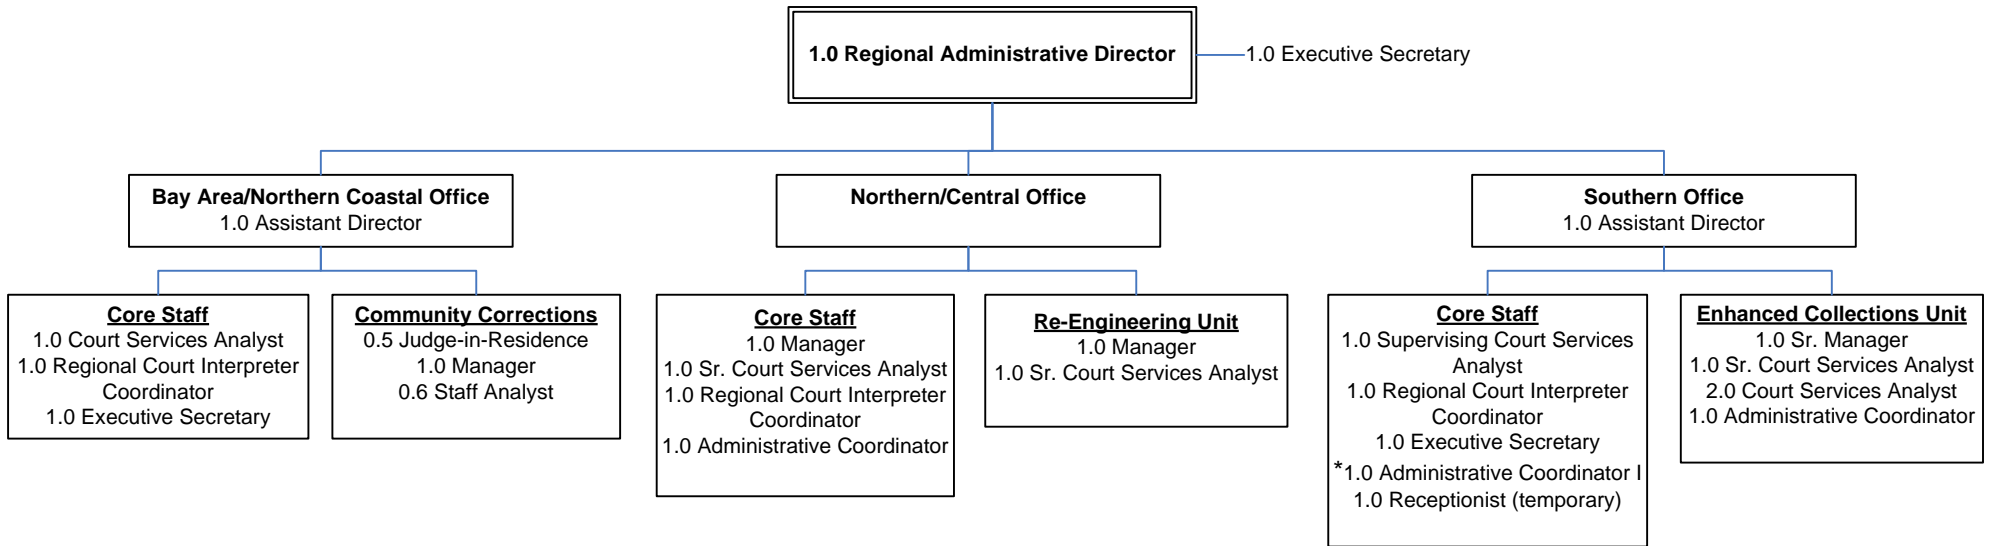 1.0 Regional Administrative Director
1.0 Executive Secretary
Bay Area/Northern Coastal Office
1.0 Assistant Director
Northern/Central Office
Southern Office
1.0 Assistant Director
Core Staff
1.0 Court Services Analyst
1.0 Regional Court Interpreter
Coordinator
1.0 Executive Secretary
Community Corrections
0.5 Judge-in-Residence
1.0 Manager
0.6 Staff Analyst
Core Staff
1.0 Manager
1.0 Sr. Court Services Analyst
1.0 Regional Court Interpreter
Coordinator
1.0 Administrative Coordinator
Re-Engineering Unit
1.0 Manager
1.0 Sr. Court Services Analyst
Core Staff
1.0 Supervising Court Services
Analyst
1.0 Regional Court Interpreter
Coordinator
1.0 Executive Secretary
*1.0 Administrative Coordinator I
1.0 Receptionist (temporary)
Enhanced Collections Unit
1.0 Sr. Manager
1.0 Sr. Court Services Analyst
2.0 Court Services Analyst
1.0 Administrative Coordinator